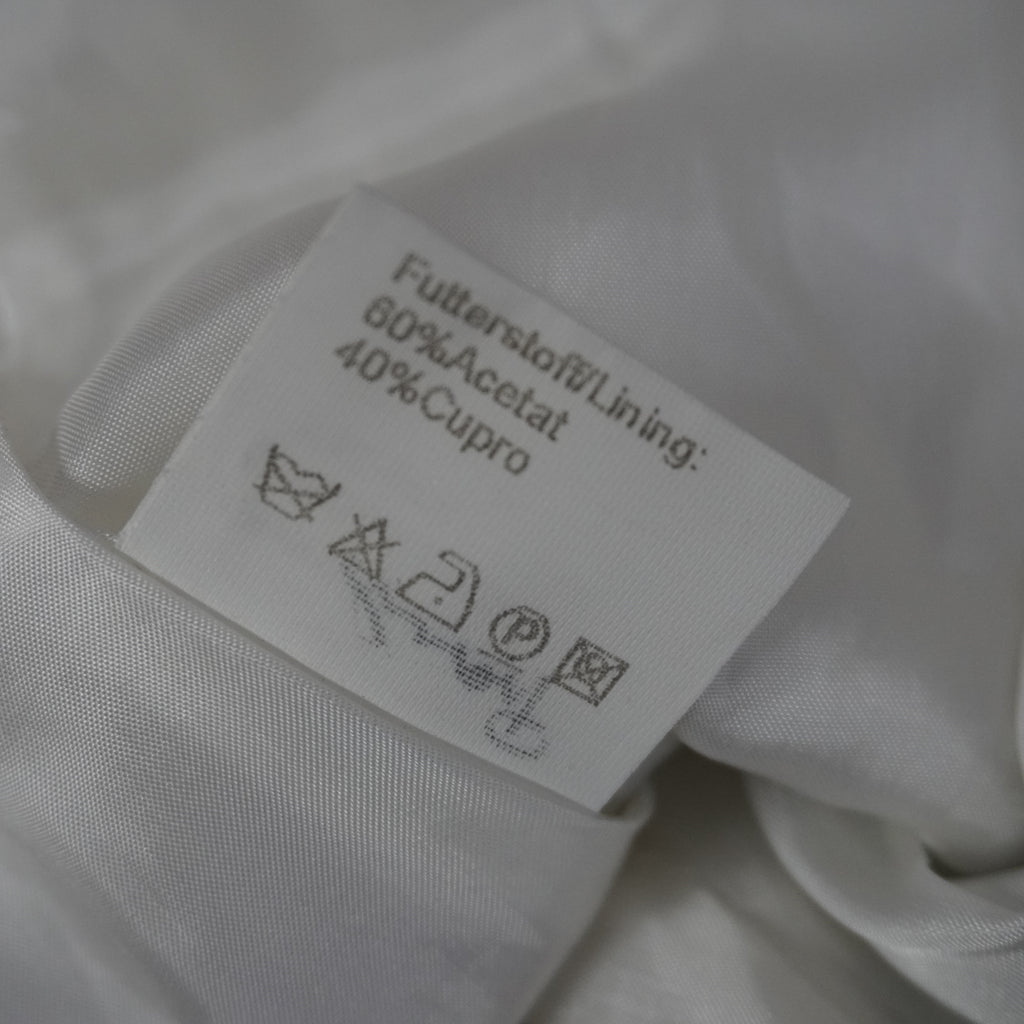 Futterstoff/Lining:
60%Acetat
40%Cupro
P